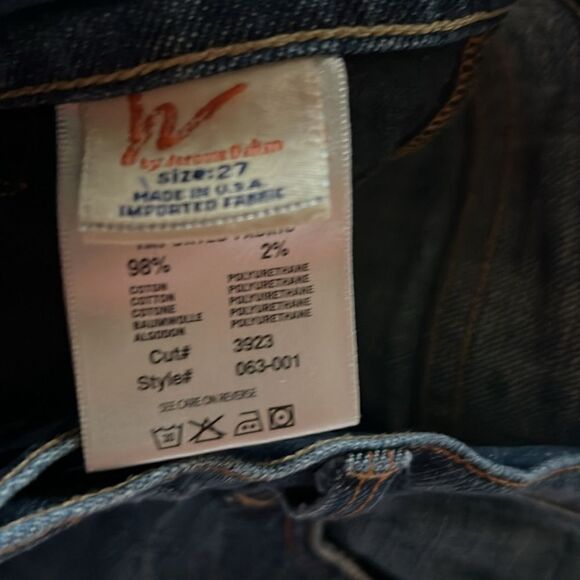 by Jerome Dahan
size: 27
MADE IN U.S.A.
IMPORTED FABRIC
98% 2%
COTON POLYURETHANE
COTTON POLYURETHANE
COTONE POLYURETHANE
BAUMWOLLE POLYURETHANE
ALGODON POLYURETHANE
Cut# 3923
Style# 063-001
SEE CARE ON REVERSE